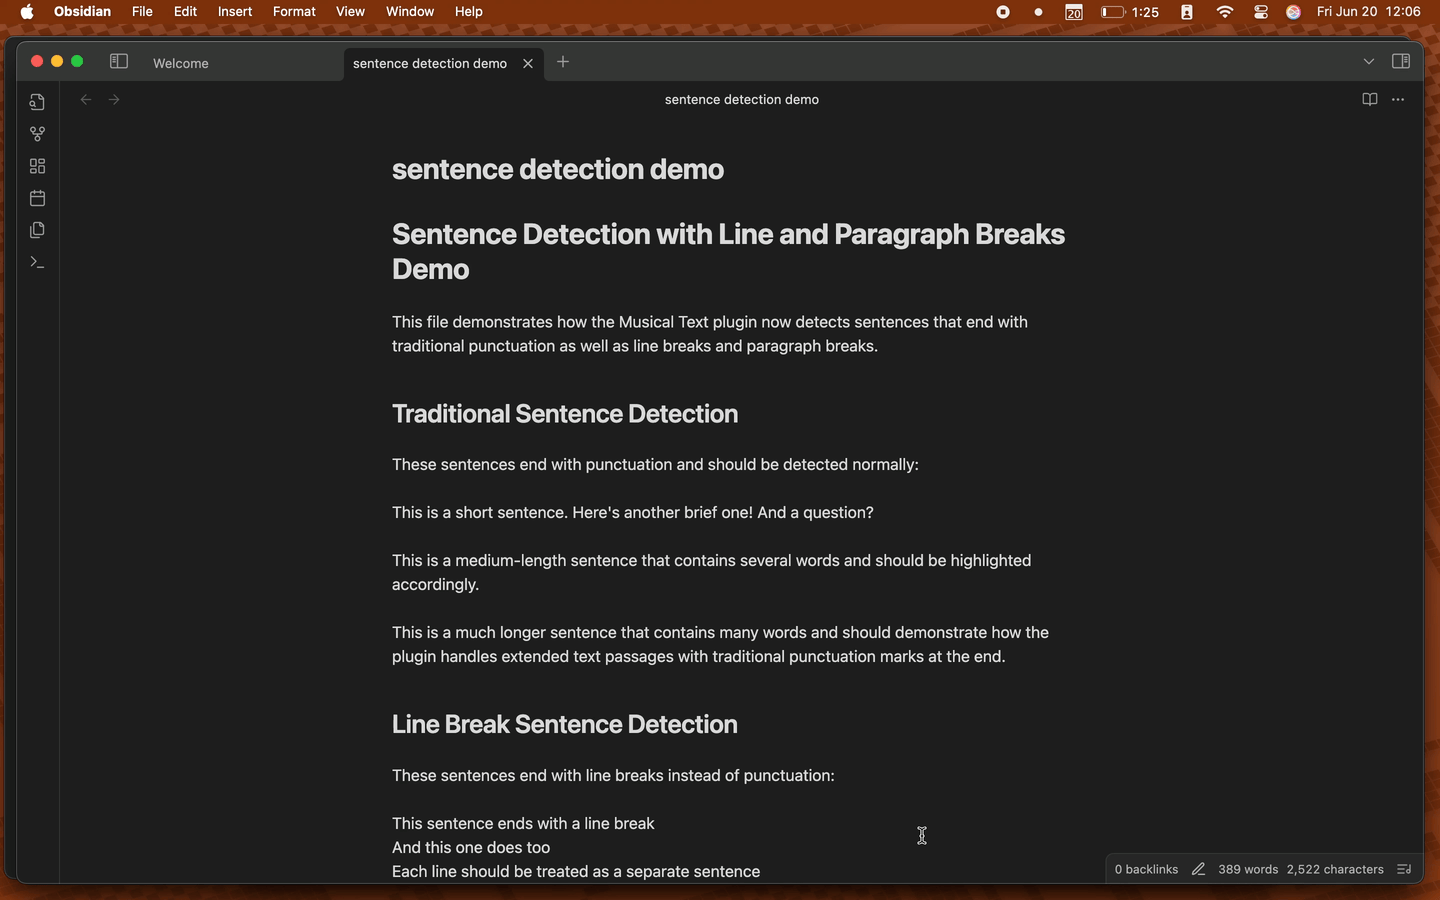 Obsidian File Edit Insert Format View Window Help 20 1:25 Fri Jun 20 12:06
Welcome sentence detection demo
sentence detection demo
sentence detection demo
Sentence Detection with Line and Paragraph Breaks
Demo
This file demonstrates how the Musical Text plugin now detects sentences that end with
traditional punctuation as well as line breaks and paragraph breaks.
Traditional Sentence Detection
These sentences end with punctuation and should be detected normally:
This is a short sentence. Here's another brief one! And a question?
This is a medium-length sentence that contains several words and should be highlighted
accordingly.
This is a much longer sentence that contains many words and should demonstrate how the
plugin handles extended text passages with traditional punctuation marks at the end.
Line Break Sentence Detection
These sentences end with line breaks instead of punctuation:
This sentence ends with a line break
And this one does too
Each line should be treated as a separate sentence
0 backlinks 389 words 2,522 characters